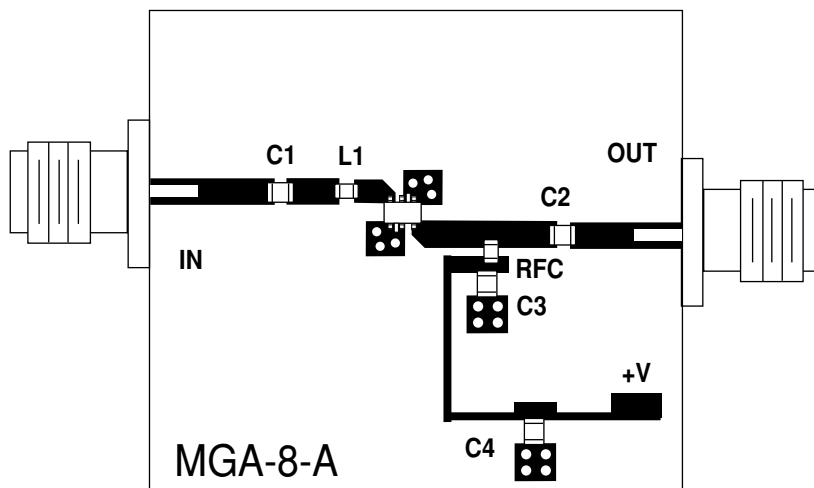 C1
L1
OUT
C2
IN
RFC
C3
+V
C4
MGA-8-A